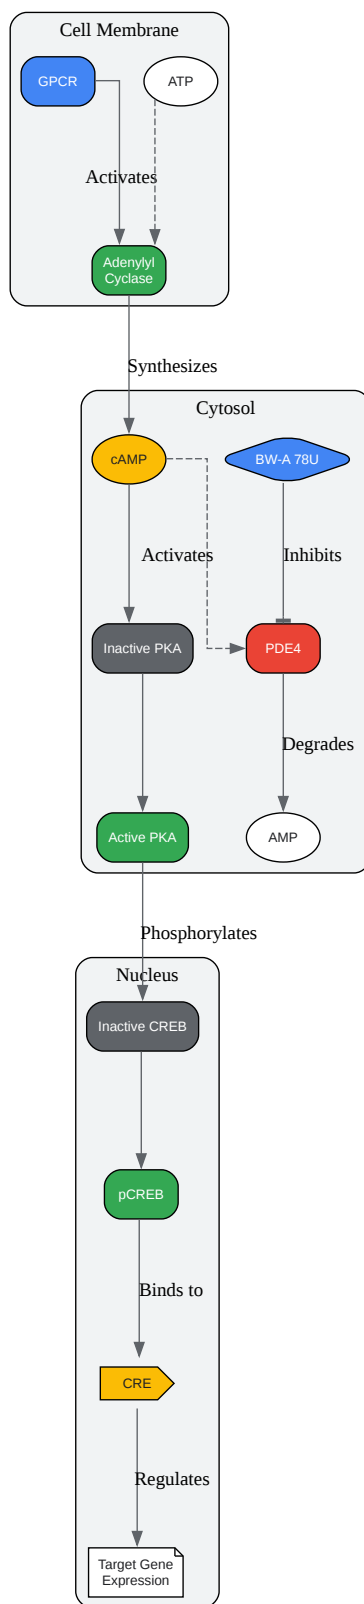 Cell Membrane
GPCR
ATP
Activates
Adenylyl
Cyclase
Synthesizes
Cytosol
cAMP
BW-A 78U
Activates
Inhibits
Inactive PKA
PDE4
Degrades
Active PKA
AMP
Phosphorylates
Nucleus
Inactive CREB
pCREB
Binds to
CRE
Regulates
Target Gene
Expression